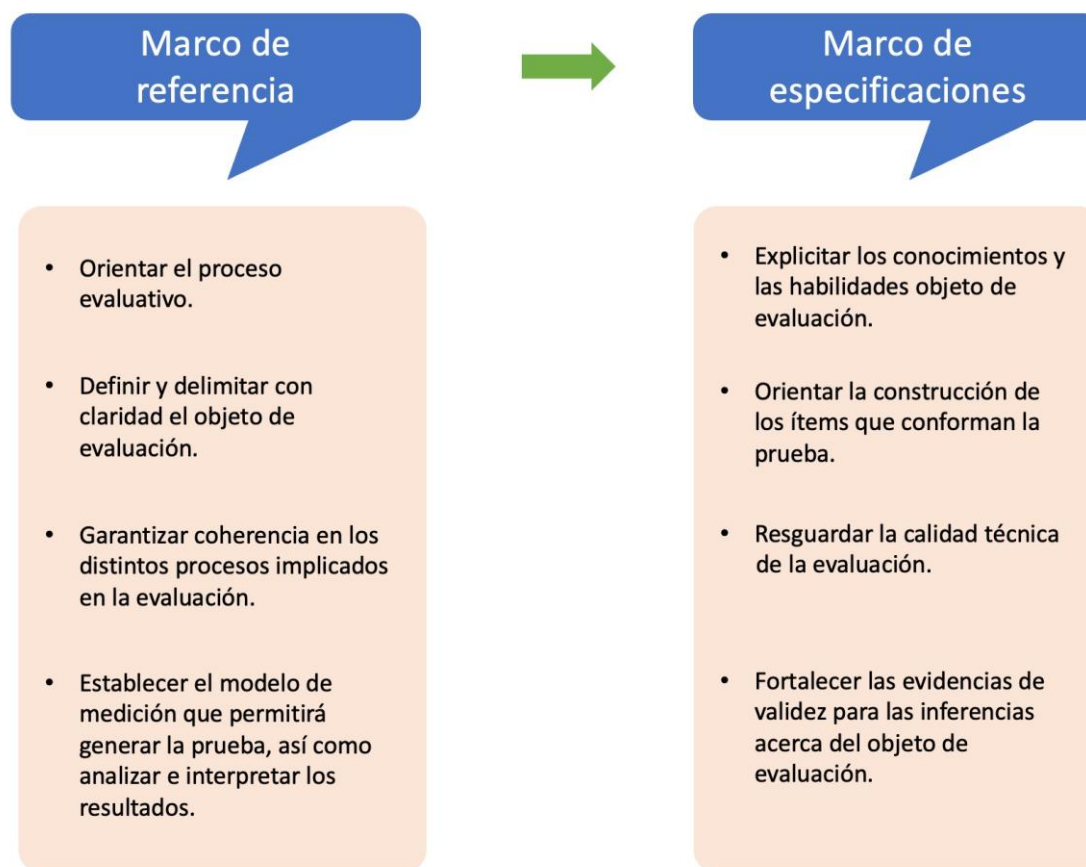 Marco de
referencia
• Orientar el proceso
evaluativo.
• Definir y delimitar con
claridad el objeto de
evaluación.
• Garantizar coherencia en los
distintos procesos implicados
en la evaluación.
• Establecer el modelo de
medición que permitirá
generar la prueba, así como
analizar e interpretar los
resultados.
Marco de
especificaciones
• Explicitar los conocimientos y
las habilidades objeto de
evaluación.
• Orientar la construcción de
los ítems que conforman la
prueba.
• Resguardar la calidad técnica
de la evaluación.
• Fortalecer las evidencias de
validez para las inferencias
acerca del objeto de
evaluación.